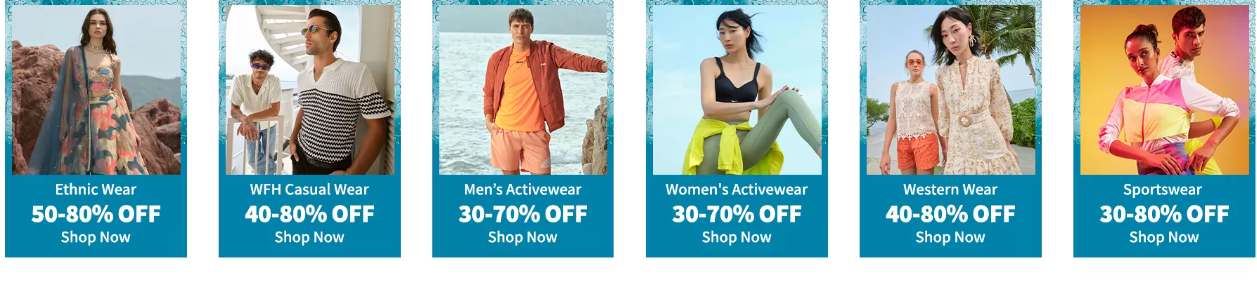 Ethnic Wear
50-80% OFF
Shop Now
WFH Casual Wear
40-80% OFF
Shop Now
Men's Activewear
30-70% OFF
Shop Now
Women's Activewear
30-70% OFF
Shop Now
Western Wear
40-80% OFF
Shop Now
Sportswear
30-80% OFF
Shop Now